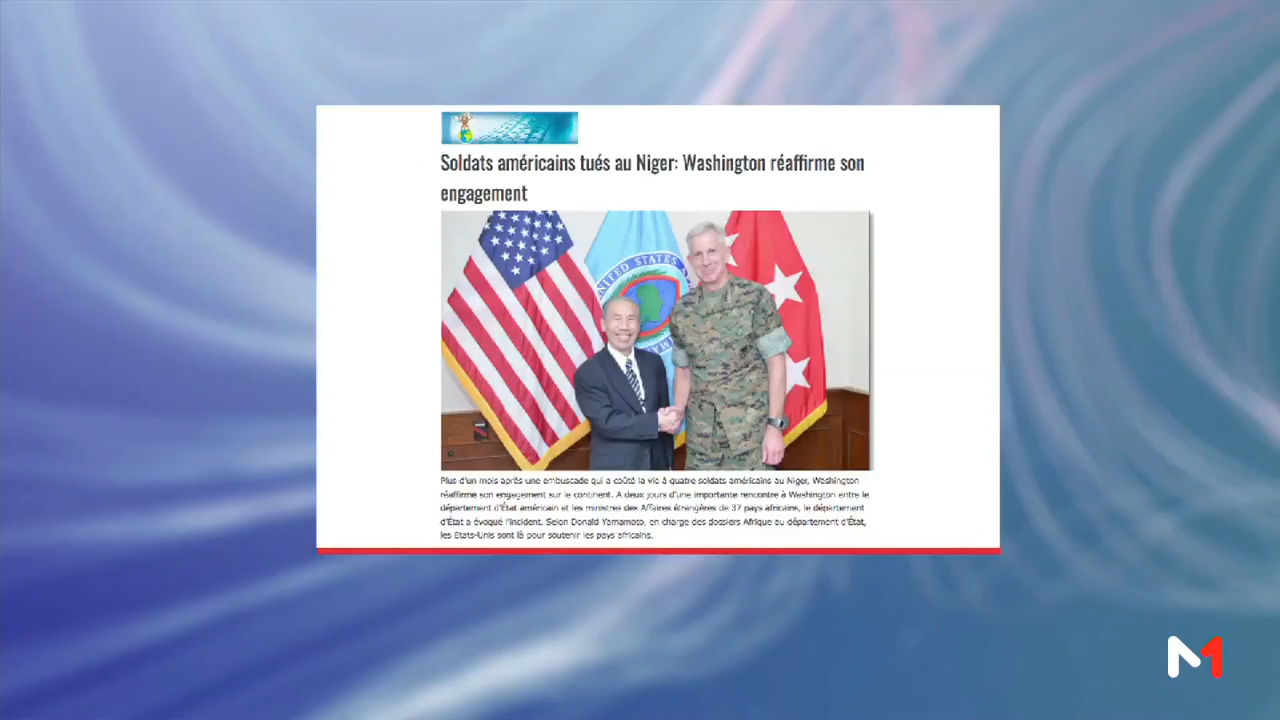 Soldats américains tués au Niger: Washington réaffirme son
engagement
UNITED STATES
Plus d'un mois après une embuscade qui a coûté la vie à quatre soldats américains au Niger, Washington
réaffirme son engagement sur le continent. A deux jours d'une importante rencontre à Washington entre le
département d'État américain et les ministres des Affaires étrangères de 37 pays africains, le département
d'État a évoqué l'incident. Selon Donald Yamamoto, en charge des dossiers Afrique au département d'État,
les Etats-Unis sont là pour soutenir les pays africains.
M1